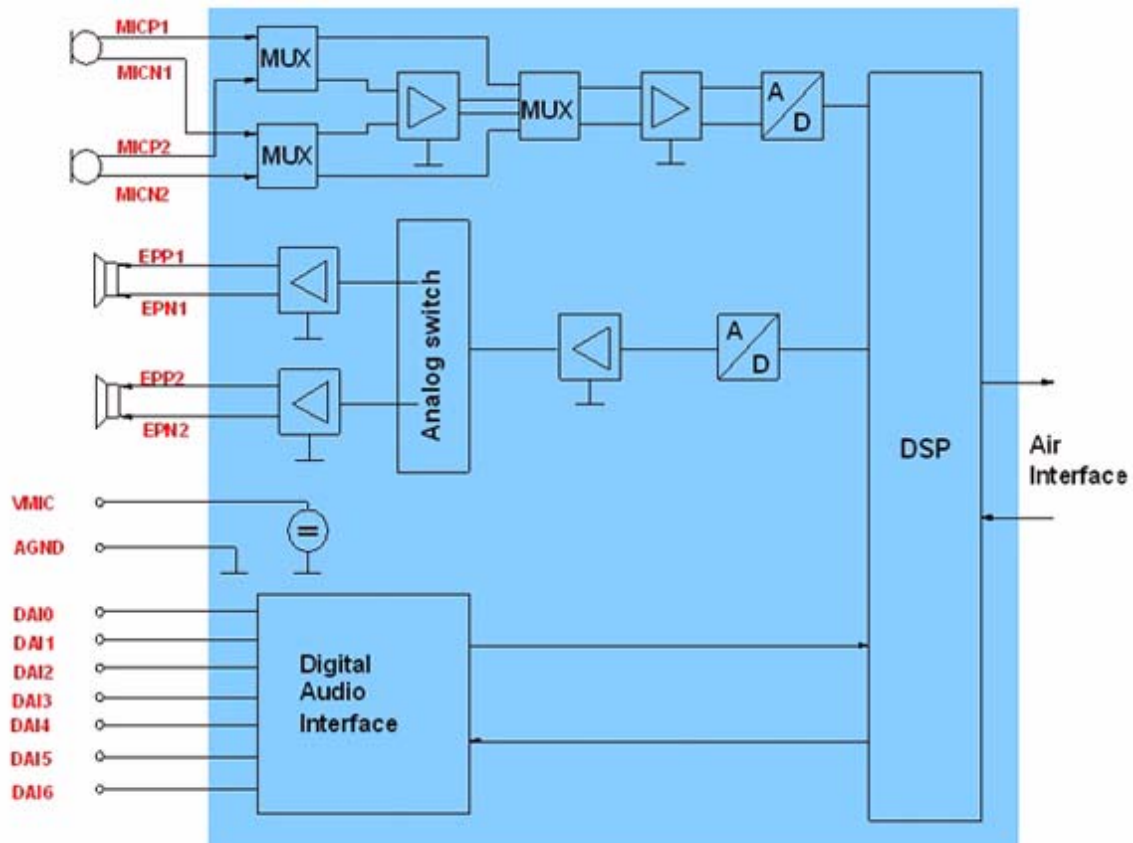 MICP1
MICN1
MICP2
MICN2
MUX
MUX
MUX
A
D
EPP1
EPN1
EPP2
EPN2
Analog switch
A
D
DSP
Air
Interface
VMIC
=
AGND
DAI0
DAI1
DAI2
DAI3
DAI4
DAI5
DAI6
Digital
Audio
Interface